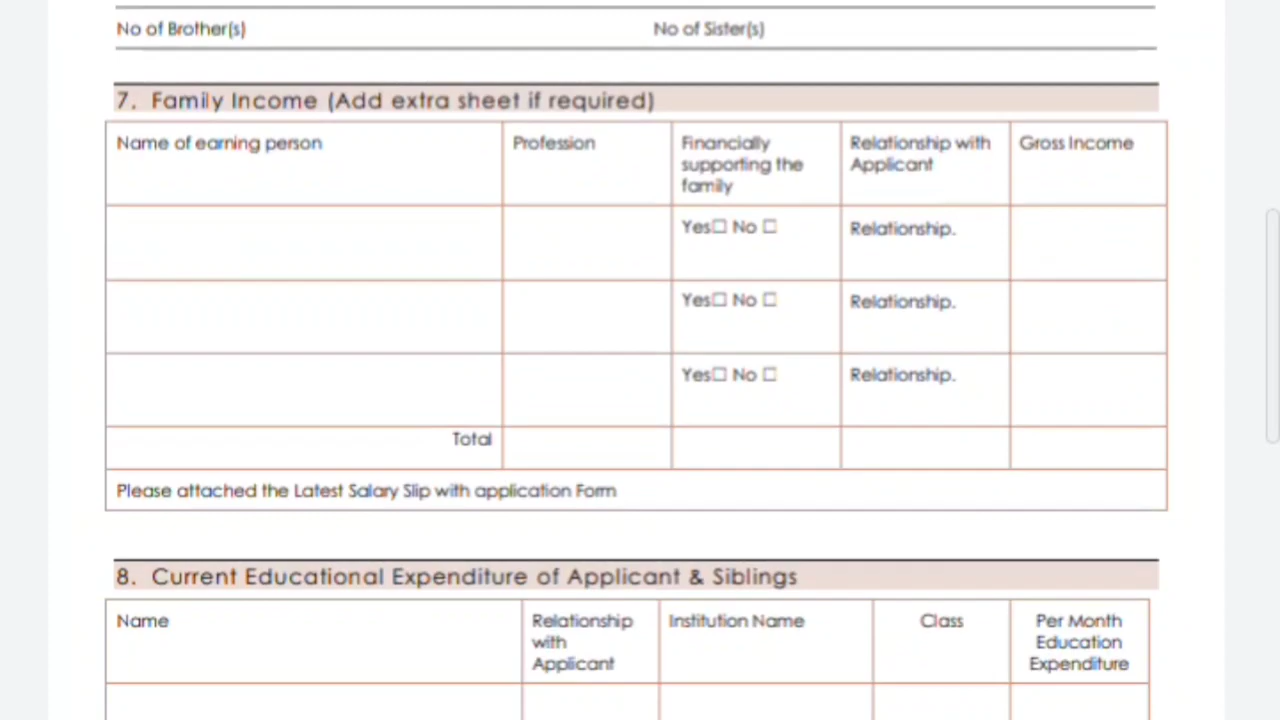 No of Brother(s) No of Sister(s)
7. Family Income (Add extra sheet if required)
Name of earning person Profession Financially supporting the family Relationship with Applicant Gross Income
Yes☐ No ☐ Relationship.
Yes☐ No ☐ Relationship.
Yes☐ No ☐ Relationship.
Total
Please attached the Latest Salary Slip with application Form
8. Current Educational Expenditure of Applicant & Siblings
Name Relationship with Applicant Institution Name Class Per Month Education Expenditure